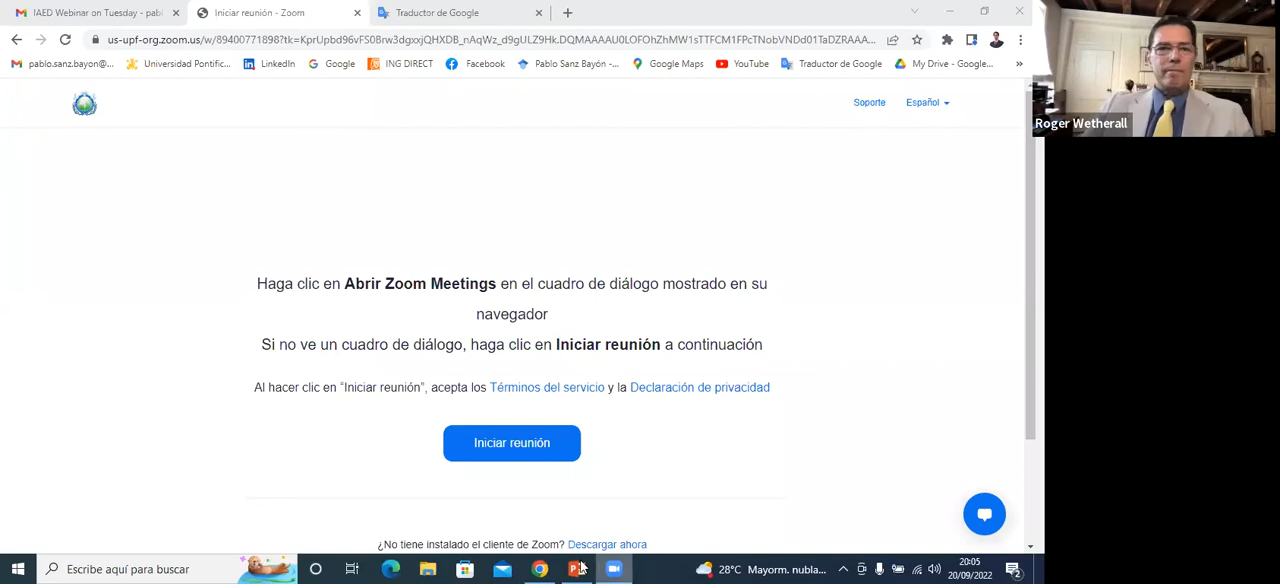 IAED Webinar on Tuesday - pabl
Iniciar reunión - Zoom
Traductor de Google
us-upf-org.zoom.us/w/89400771898?tk=
pablo.sanz.bayon@...
Universidad Pontific...
LinkedIn
Google
ING DIRECT
Facebook
Pablo Sanz Bayón -...
Google Maps
YouTube
Traductor de Google
My Drive - Google...
»
Soporte
Español
Roger Wetherall
Haga clic en Abrir Zoom Meetings en el cuadro de diálogo mostrado en su
navegador
Si no ve un cuadro de diálogo, haga clic en Iniciar reunión a continuación
Al hacer clic en “Iniciar reunión”, acepta los Términos del servicio y la Declaración de privacidad
Iniciar reunión
¿No tiene instalado el cliente de Zoom? Descargar ahora
Escribe aquí para buscar
28°C Mayorm. nubla...
20:05
20/09/2022
2